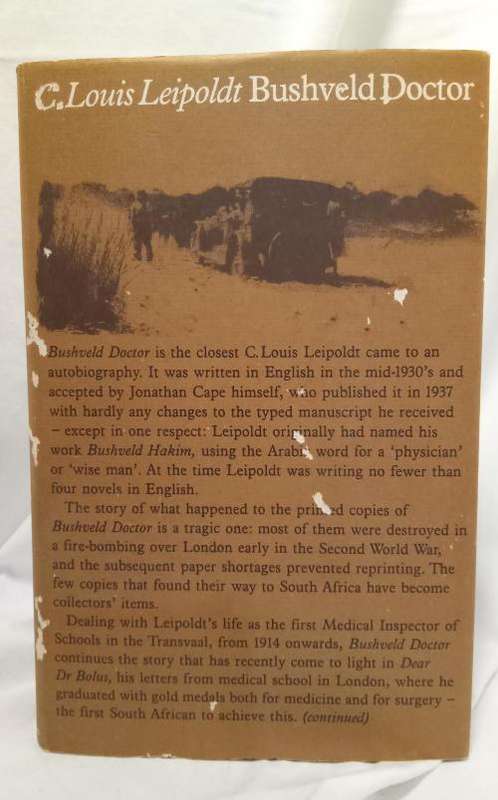 C. Louis Leipoldt Bushveld Doctor
Bushveld Doctor is the closest C. Louis Leipoldt came to an
autobiography. It was written in English in the mid-1930's and
accepted by Jonathan Cape himself, who published it in 1937
with hardly any changes to the typed manuscript he received
– except in one respect: Leipoldt originally had named his
work Bushveld Hakim, using the Arabic word for a 'physician'
or 'wise man'. At the time Leipoldt was writing no fewer than
four novels in English.
The story of what happened to the printed copies of
Bushveld Doctor is a tragic one: most of them were destroyed in
a fire-bombing over London early in the Second World War,
and the subsequent paper shortages prevented reprinting. The
few copies that found their way to South Africa have become
collectors' items.
Dealing with Leipoldt's life as the first Medical Inspector of
Schools in the Transvaal, from 1914 onwards, Bushveld Doctor
continues the story that has recently come to light in Dear
Dr Bolus, his letters from medical school in London, where he
graduated with gold medals both for medicine and for surgery –
the first South African to achieve this. (continued)